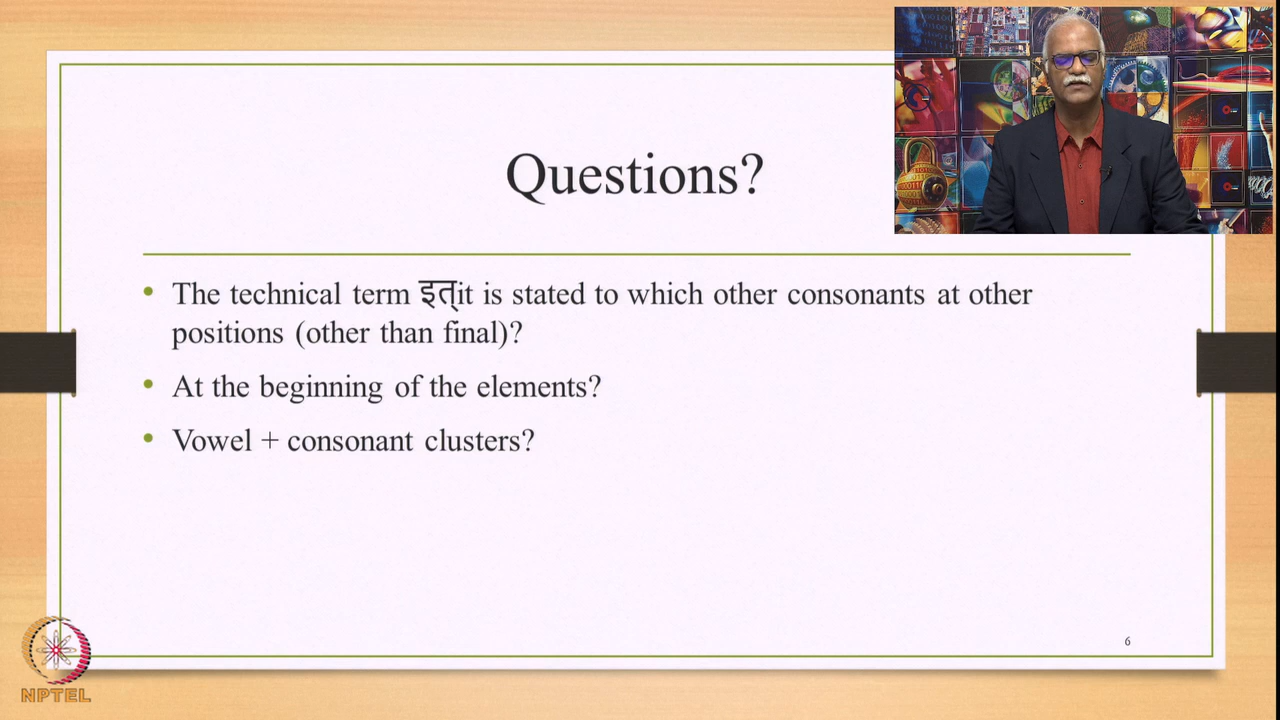 Questions?
• The technical term इत् it is stated to which other consonants at other
positions (other than final)?
• At the beginning of the elements?
• Vowel + consonant clusters?
6
NPTEL